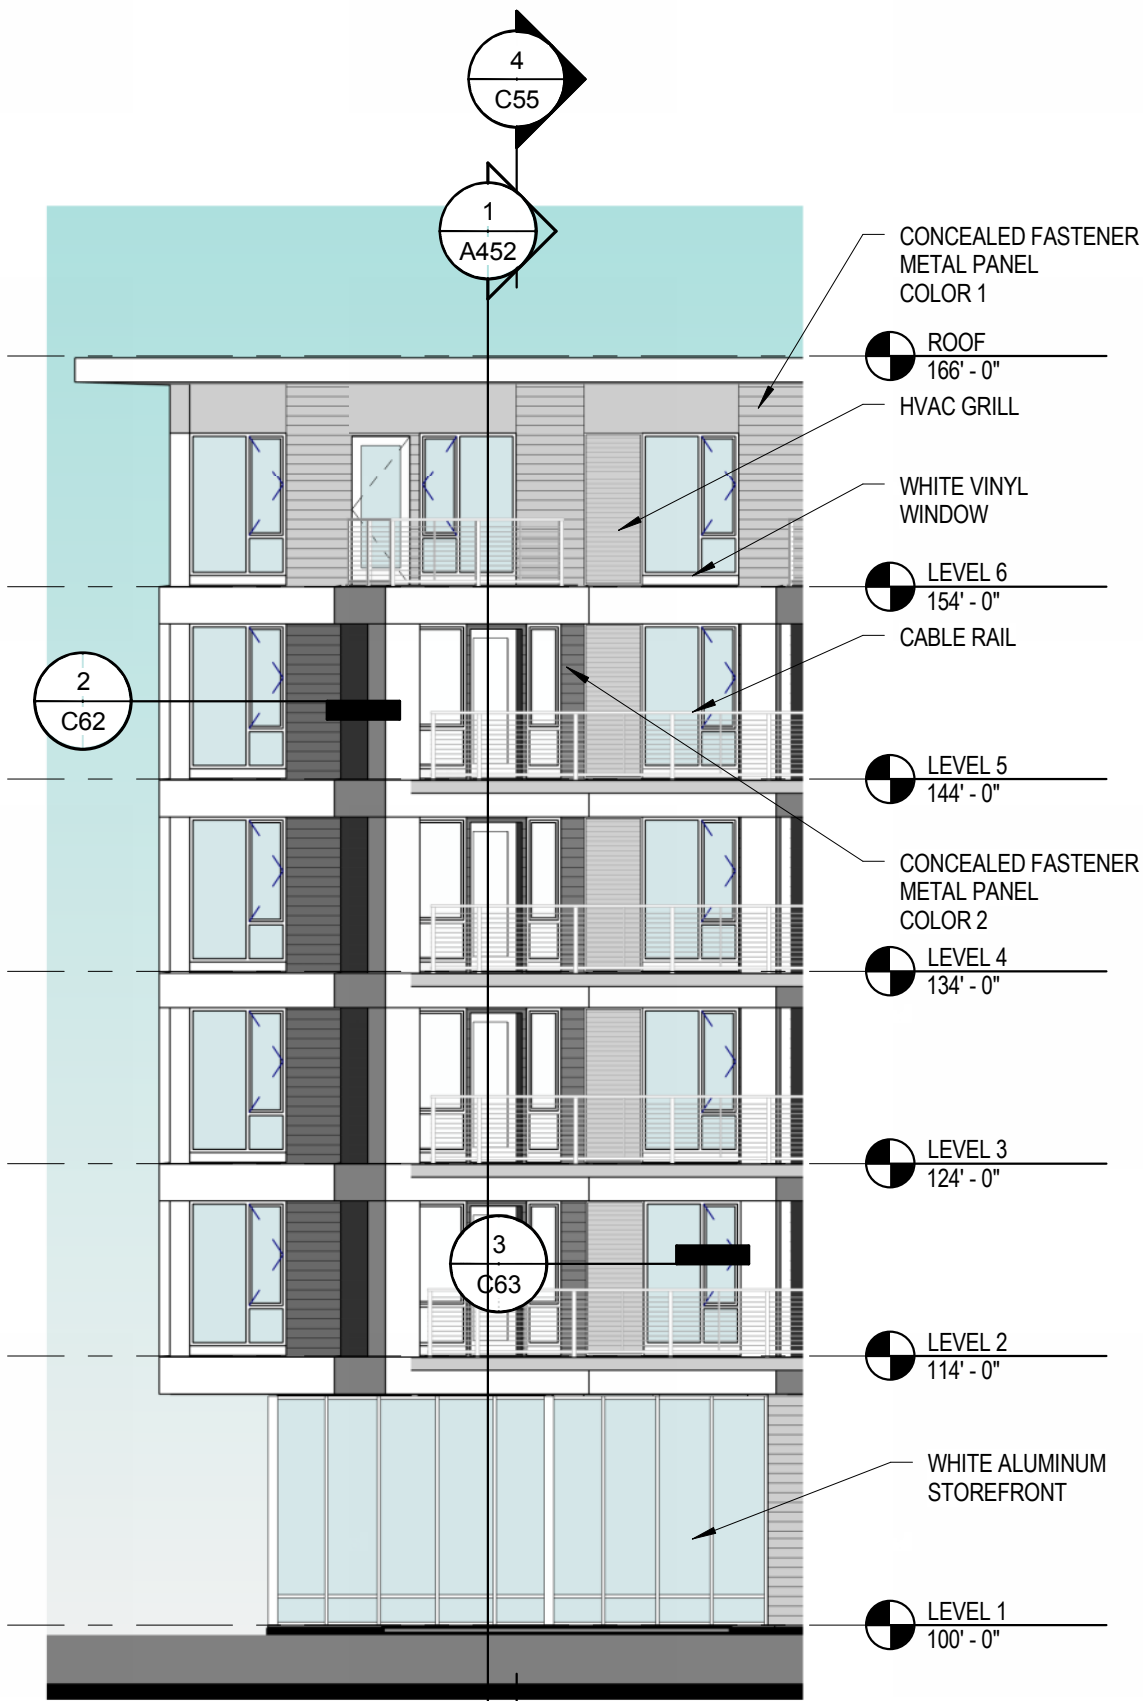 4
C55
1
A452
CONCEALED FASTENER
METAL PANEL
COLOR 1
ROOF
166' - 0"
HVAC GRILL
WHITE VINYL
WINDOW
LEVEL 6
154' - 0"
CABLE RAIL
2
C62
LEVEL 5
144' - 0"
CONCEALED FASTENER
METAL PANEL
COLOR 2
LEVEL 4
134' - 0"
LEVEL 3
124' - 0"
3
C63
LEVEL 2
114' - 0"
WHITE ALUMINUM
STOREFRONT
LEVEL 1
100' - 0"